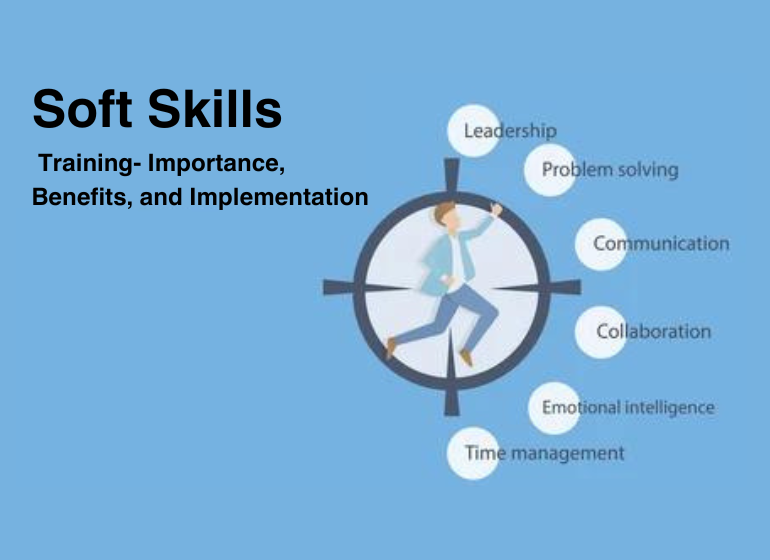 Soft Skills
Training- Importance,
Benefits, and Implementation
Leadership
Problem solving
Communication
Collaboration
Emotional intelligence
Time management